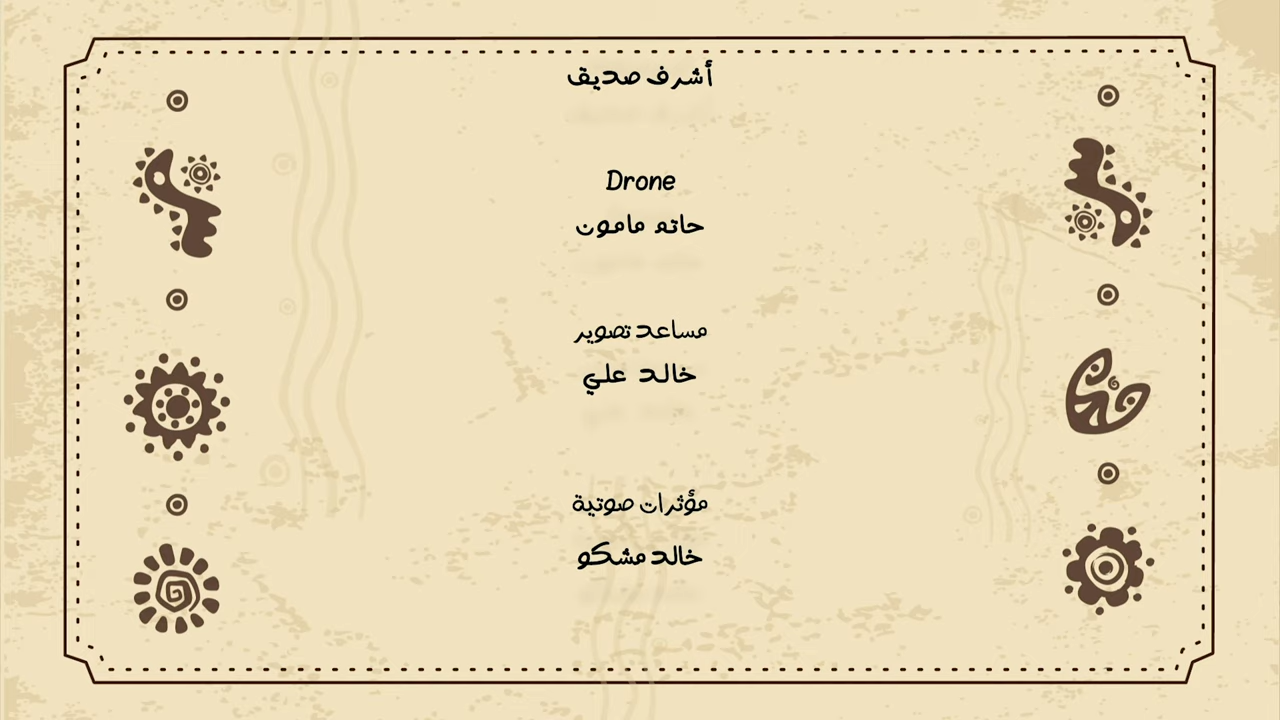 أشرف صديق
Drone
حاتم مامون
مساعد تصوير
خالد علي
مؤثرات صوتية
خالد مشكو